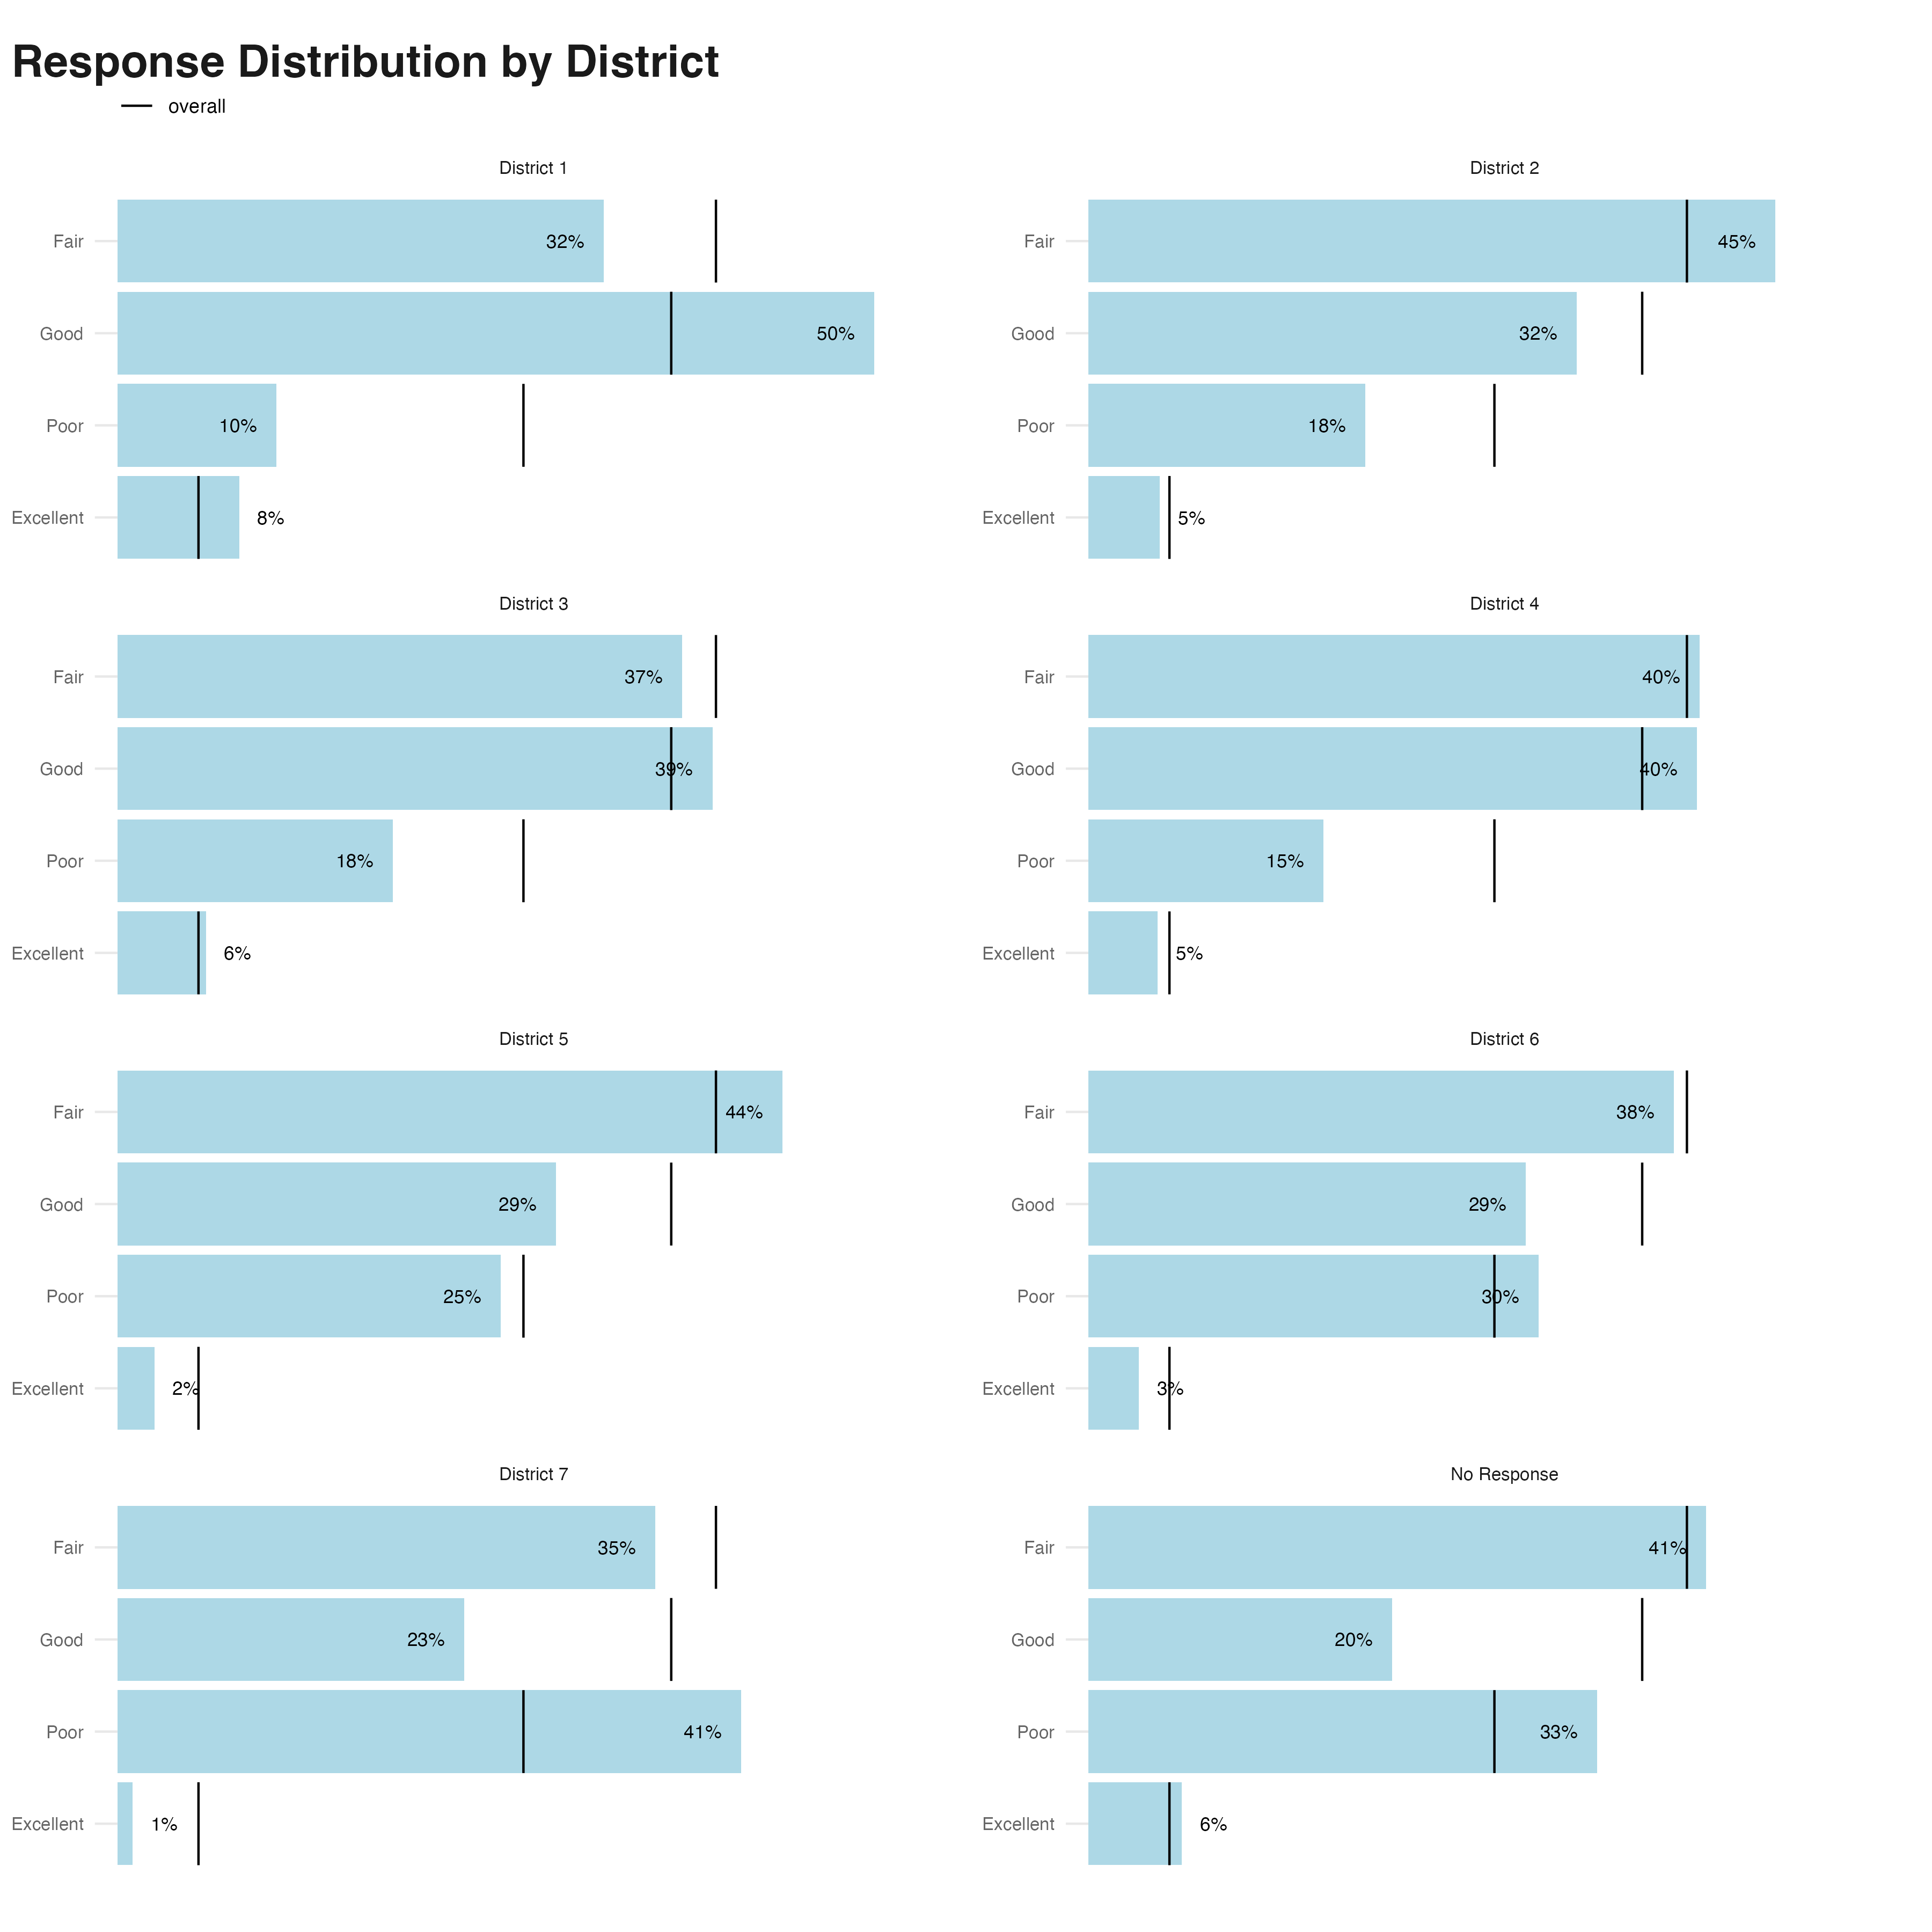 Response Distribution by District
overall
District 1
Fair 32%
Good 50%
Poor 10%
Excellent 8%
District 2
Fair 45%
Good 32%
Poor 18%
Excellent 5%
District 3
Fair 37%
Good 39%
Poor 18%
Excellent 6%
District 4
Fair 40%
Good 40%
Poor 15%
Excellent 5%
District 5
Fair 44%
Good 29%
Poor 25%
Excellent 2%
District 6
Fair 38%
Good 29%
Poor 30%
Excellent 3%
District 7
Fair 35%
Good 23%
Poor 41%
Excellent 1%
No Response
Fair 41%
Good 20%
Poor 33%
Excellent 6%